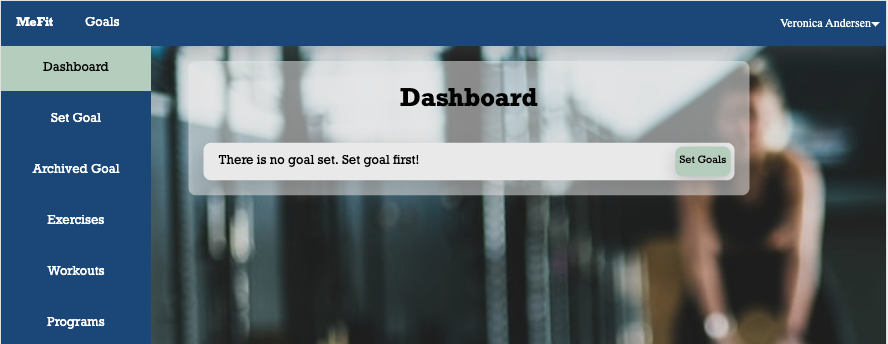 MeFit Goals Veronica Andersen
Dashboard
Set Goal
Archived Goal
Exercises
Workouts
Programs
Dashboard
There is no goal set. Set goal first! Set Goals